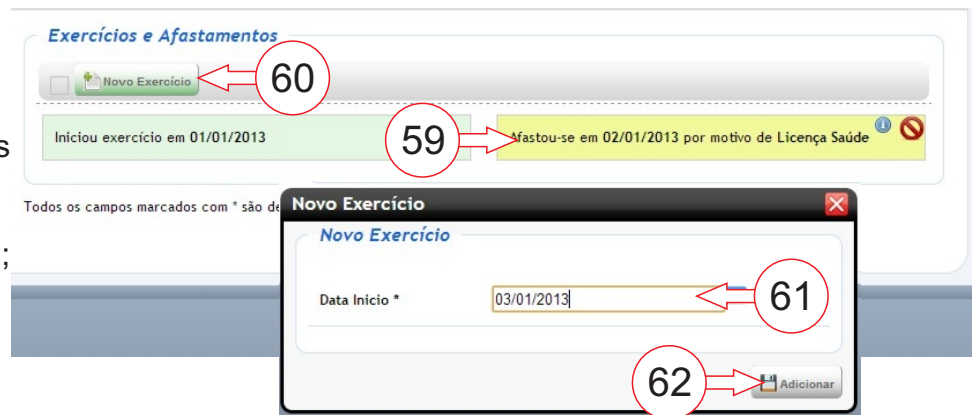 Exercícios e Afastamentos
Novo Exercício
60
Iniciou exercício em 01/01/2013
59
Afastou-se em 02/01/2013 por motivo de Licença Saúde
s
Todos os campos marcados com * são de
;
Novo Exercício
Novo Exercício
Data Inicio *
03/01/2013
61
62
Adicionar